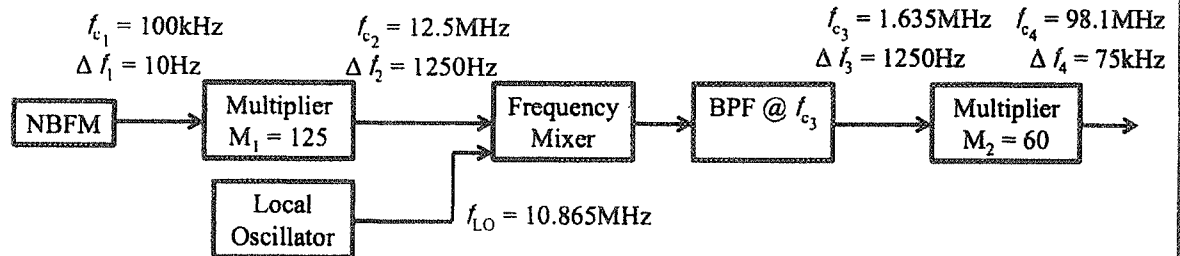 f_c1 = 100kHz
Δ f_1 = 10Hz
f_c2 = 12.5MHz
Δ f_2 = 1250Hz
f_c3 = 1.635MHz
Δ f_3 = 1250Hz
f_c4 = 98.1MHz
Δ f_4 = 75kHz
NBFM
Multiplier
M_1 = 125
Frequency
Mixer
BPF @ f_c3
Multiplier
M_2 = 60
Local
Oscillator
f_LO = 10.865MHz